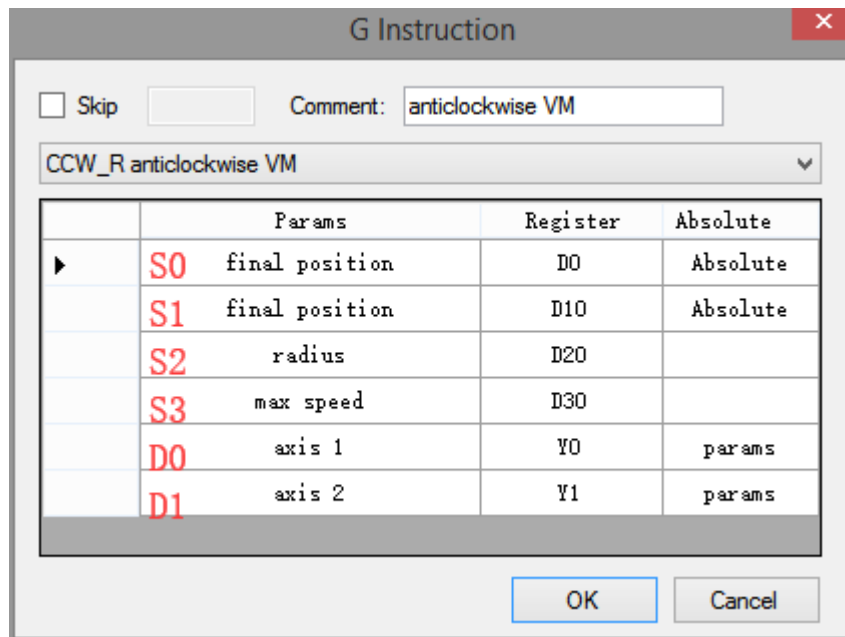 G Instruction
Skip Comment: anticlockwise VM
CCW_R anticlockwise VM
Params Register Absolute
S0 final position D0 Absolute
S1 final position D10 Absolute
S2 radius D20
S3 max speed D30
D0 axis 1 Y0 params
D1 axis 2 Y1 params
OK Cancel